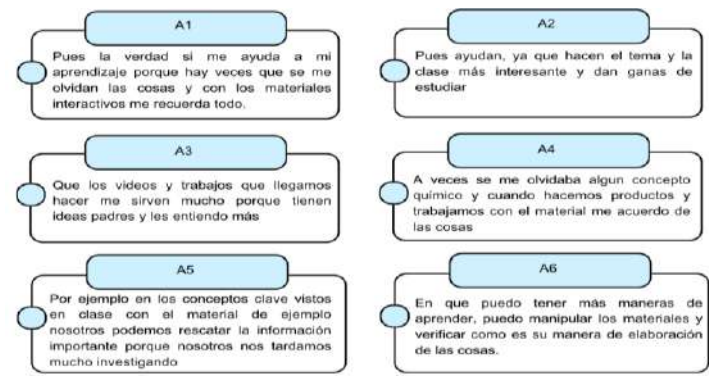 A1
Pues la verdad si me ayuda a mi
aprendizaje porque hay veces que se me
olvidan las cosas y con los materiales
interactivos me recuerda todo.
A2
Pues ayudan, ya que hacen el tema y la
clase más interesante y dan ganas de
estudiar
A3
Que los videos y trabajos que llegamos
hacer me sirven mucho porque tienen
ideas padres y les entiendo más
A4
A veces se me olvidaba algun concepto
químico y cuando hacemos productos y
trabajamos con el material me acuerdo de
las cosas
A5
Por ejemplo en los conceptos clave vistos
en clase con el material de ejemplo
nosotros podemos rescatar la información
importante porque nosotros nos tardamos
mucho investigando
A6
En que puedo tener más maneras de
aprender, puedo manipular los materiales y
verificar como es su manera de elaboración
de las cosas.